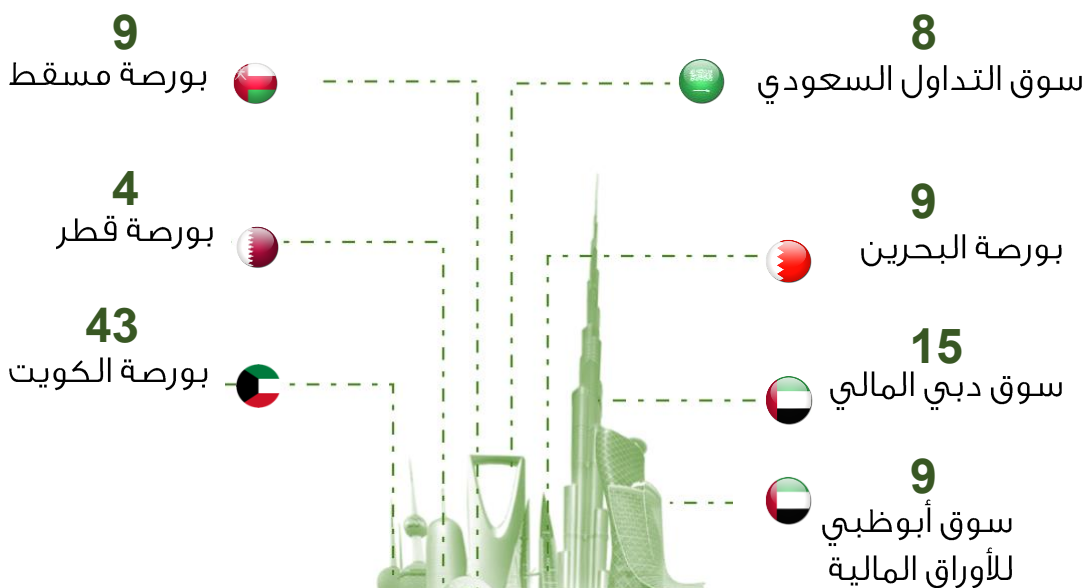 8
سوق التداول السعودي
9
بورصة مسقط
9
بورصة البحرين
4
بورصة قطر
43
بورصة الكويت
15
سوق دبي المالي
9
سوق أبوظبي
للأوراق المالية